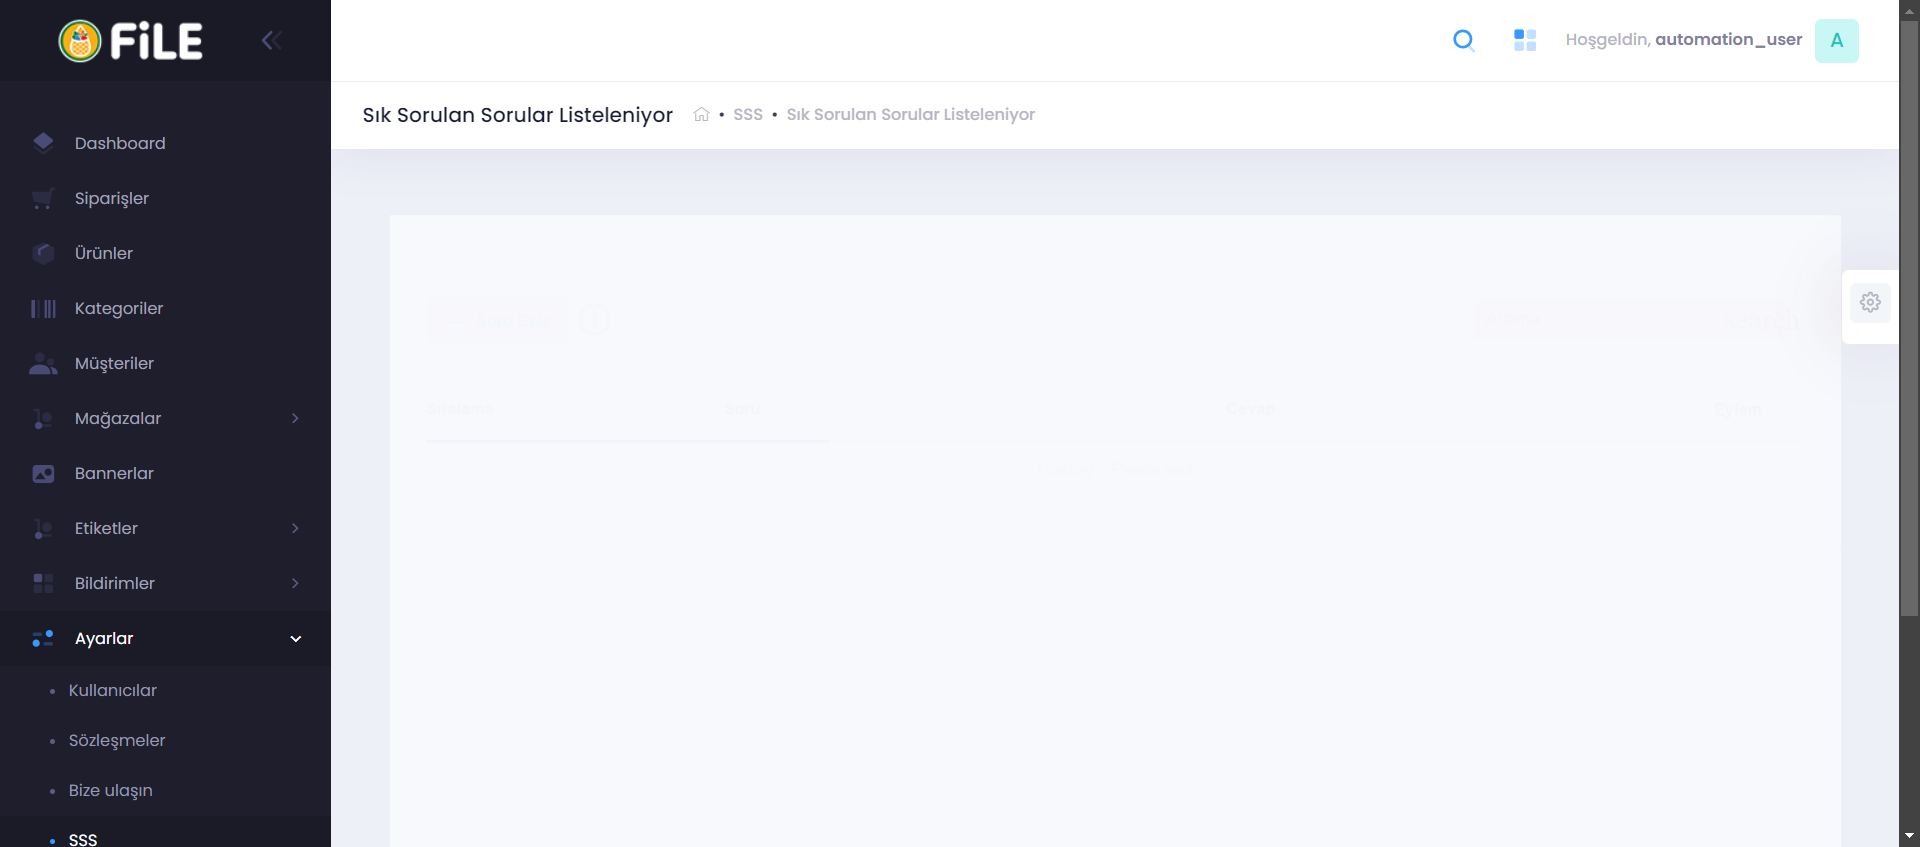 FiLE
Hoşgeldin, automation_user
A
Sık Sorulan Sorular Listeleniyor
• SSS • Sık Sorulan Sorular Listeleniyor
Dashboard
Siparişler
Ürünler
Kategoriler
Müşteriler
Mağazalar
Bannerlar
Etiketler
Bildirimler
Ayarlar
Kullanıcılar
Sözleşmeler
Bize ulaşın
SSS
Sıralama Soru Cevap Eylem